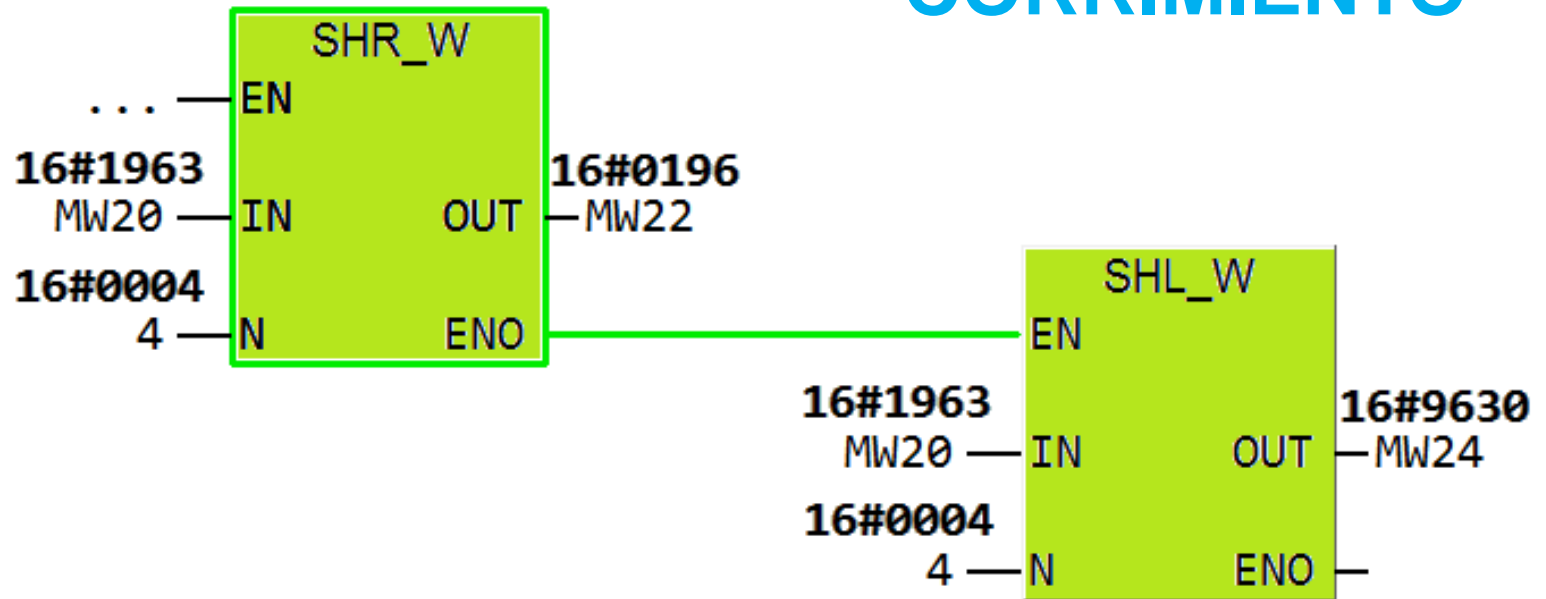 CORRIMIENTO
SHR_W
... EN
16#1963 16#0196
MW20 IN OUT MW22
16#0004
4 N ENO
SHL_W
EN
16#1963 16#9630
MW20 IN OUT MW24
16#0004
4 N ENO